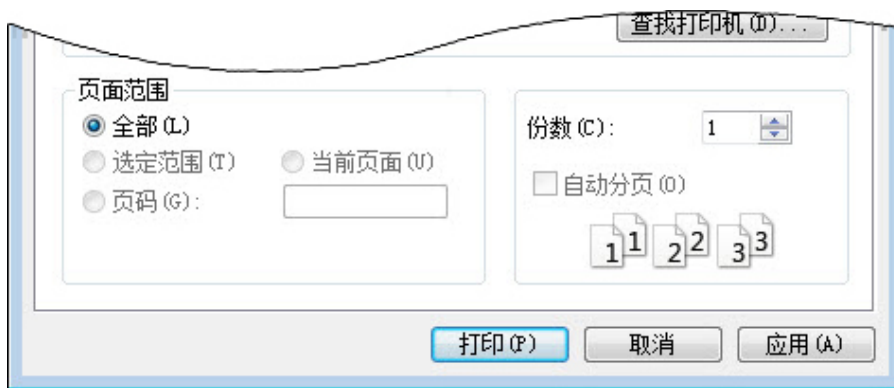 查找打印机(D)...
页面范围
全部(L)
选定范围(T) 当前页面(U)
页码(G):
份数(C): 1
自动分页(O)
1 1 2 2 3 3
打印(P) 取消 应用(A)